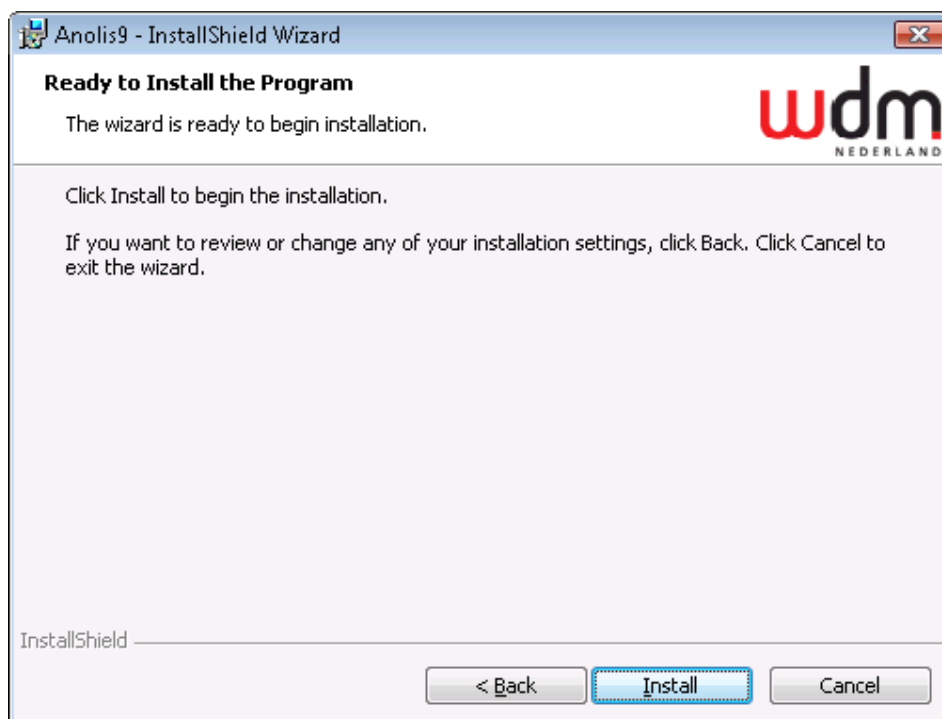 Anolis9 - InstallShield Wizard
Ready to Install the Program
The wizard is ready to begin installation.
wdm
NEDERLAND
Click Install to begin the installation.
If you want to review or change any of your installation settings, click Back. Click Cancel to
exit the wizard.
InstallShield
< Back
Install
Cancel